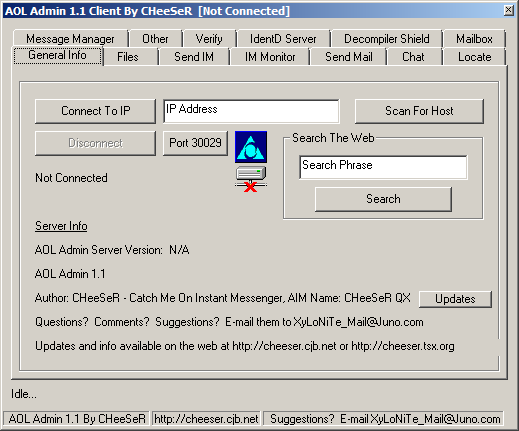 AOL Admin 1.1 Client By CHeeSeR [Not Connected]
Message Manager Other Verify IdentD Server Decompiler Shield Mailbox
General Info Files Send IM IM Monitor Send Mail Chat Locate
Connect To IP IP Address Scan For Host
Disconnect Port 30029 Search The Web
Search Phrase
Not Connected
Search
Server Info
AOL Admin Server Version: N/A
AOL Admin 1.1
Author: CHeeSeR - Catch Me On Instant Messenger, AIM Name: CHeeSeR QX Updates
Questions? Comments? Suggestions? E-mail them to XyLoNiTe_Mail@Juno.com
Updates and info available on the web at http://cheeser.cjb.net or http://cheeser.tsx.org
Idle...
AOL Admin 1.1 By CHeeSeR http://cheeser.cjb.net Suggestions? E-mail XyLoNiTe_Mail@Juno.com